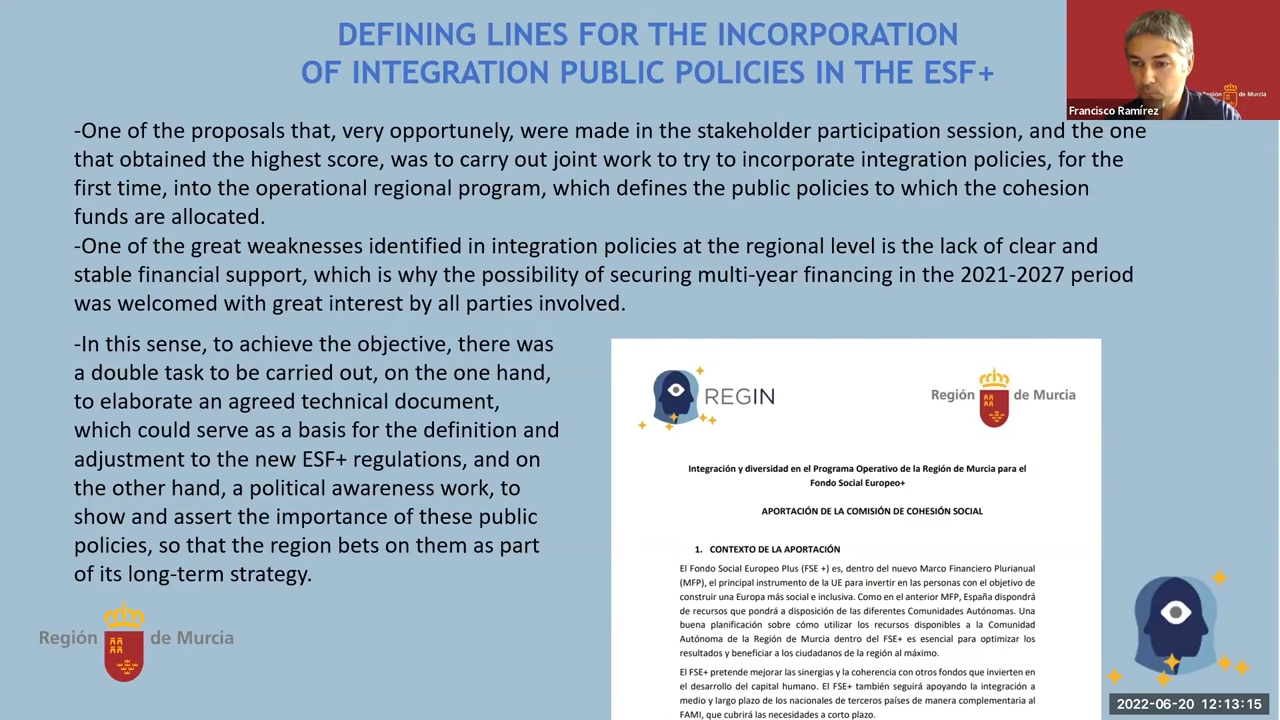 DEFINING LINES FOR THE INCORPORATION
OF INTEGRATION PUBLIC POLICIES IN THE ESF+
Región de Murcia
Francisco Ramírez
-One of the proposals that, very opportunely, were made in the stakeholder participation session, and the one
that obtained the highest score, was to carry out joint work to try to incorporate integration policies, for the
first time, into the operational regional program, which defines the public policies to which the cohesion
funds are allocated.
-One of the great weaknesses identified in integration policies at the regional level is the lack of clear and
stable financial support, which is why the possibility of securing multi-year financing in the 2021-2027 period
was welcomed with great interest by all parties involved.
-In this sense, to achieve the objective, there was
a double task to be carried out, on the one hand,
to elaborate an agreed technical document,
which could serve as a basis for the definition and
adjustment to the new ESF+ regulations, and on
the other hand, a political awareness work, to
show and assert the importance of these public
policies, so that the region bets on them as part
of its long-term strategy.
Región de Murcia
REGIN
Región de Murcia
Integración y diversidad en el Programa Operativo de la Región de Murcia para el
Fondo Social Europeo+
APORTACIÓN DE LA COMISIÓN DE COHESIÓN SOCIAL
1. CONTEXTO DE LA APORTACIÓN
El Fondo Social Europeo Plus (FSE +) es, dentro del nuevo Marco Financiero Plurianual
(MFP), el principal instrumento de la UE para invertir en las personas con el objetivo de
construir una Europa más social e inclusiva. Como en el anterior MFP, España dispondrá
de recursos que pondrá a disposición de las diferentes Comunidades Autónomas. Una
buena planificación sobre cómo utilizar los recursos disponibles a la Comunidad
Autónoma de la Región de Murcia dentro del FSE+ es esencial para optimizar los
resultados y beneficiar a los ciudadanos de la región al máximo.
El FSE+ pretende mejorar las sinergias y la coherencia con otros fondos que invierten en
el desarrollo del capital humano. El FSE+ también seguirá apoyando la integración a
medio y largo plazo de los nacionales de terceros países de manera complementaria al
FAMI, que cubrirá las necesidades a corto plazo.
2022-06-20 12:13:15